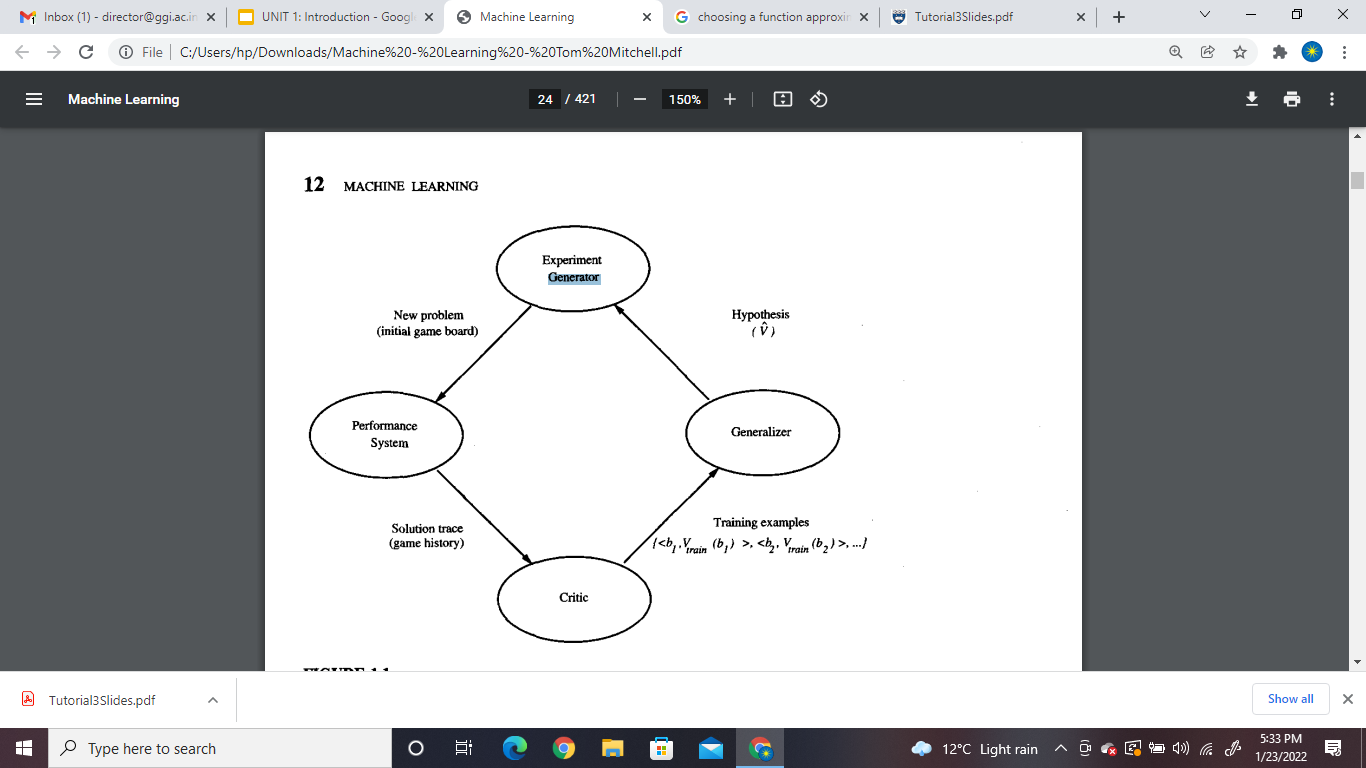 Inbox (1) - director@ggi.ac.in
UNIT 1: Introduction - Googl
Machine Learning
choosing a function approxin
Tutorial3Slides.pdf
File | C:/Users/hp/Downloads/Machine%20-%20Learning%20-%20Tom%20Mitchell.pdf
Machine Learning
24 / 421
150%
12 MACHINE LEARNING
Experiment
Generator
New problem
(initial game board)
Hypothesis
( V̂ )
Performance
System
Generalizer
Solution trace
(game history)
Training examples
{<b1, Vtrain (b1) >, <b2, Vtrain (b2) >, ...}
Critic
FIGURE 1.1
Tutorial3Slides.pdf
Show all
Type here to search
12°C Light rain
5:33 PM
1/23/2022